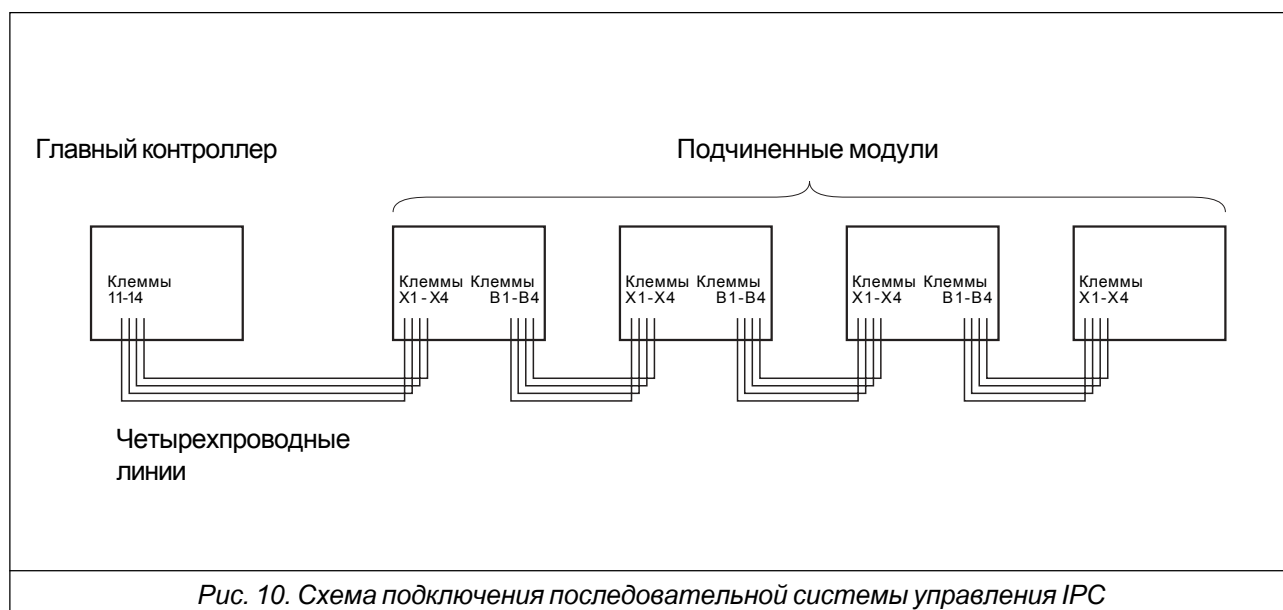 Главный контроллер
Подчиненные модули
Клеммы
11-14
Клеммы Клеммы
X1-X4 B1-B4
Клеммы Клеммы
X1-X4 B1-B4
Клеммы Клеммы
X1-X4 B1-B4
Клеммы
X1-X4
Четырехпроводные
линии
Рис. 10. Схема подключения последовательной системы управления IPC